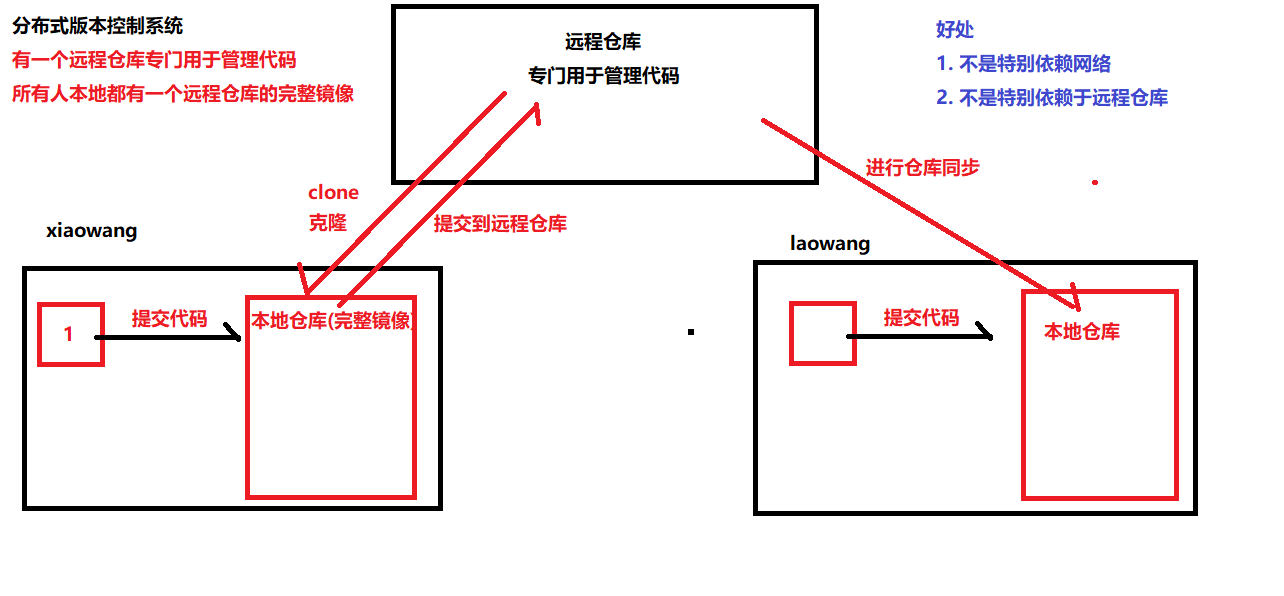 分布式版本控制系统
有一个远程仓库专门用于管理代码
所有人本地都有一个远程仓库的完整镜像
远程仓库
专门用于管理代码
好处
1. 不是特别依赖网络
2. 不是特别依赖于远程仓库
clone
克隆
提交到远程仓库
进行仓库同步
xiaowang
1
提交代码
本地仓库(完整镜像)
laowang
提交代码
本地仓库